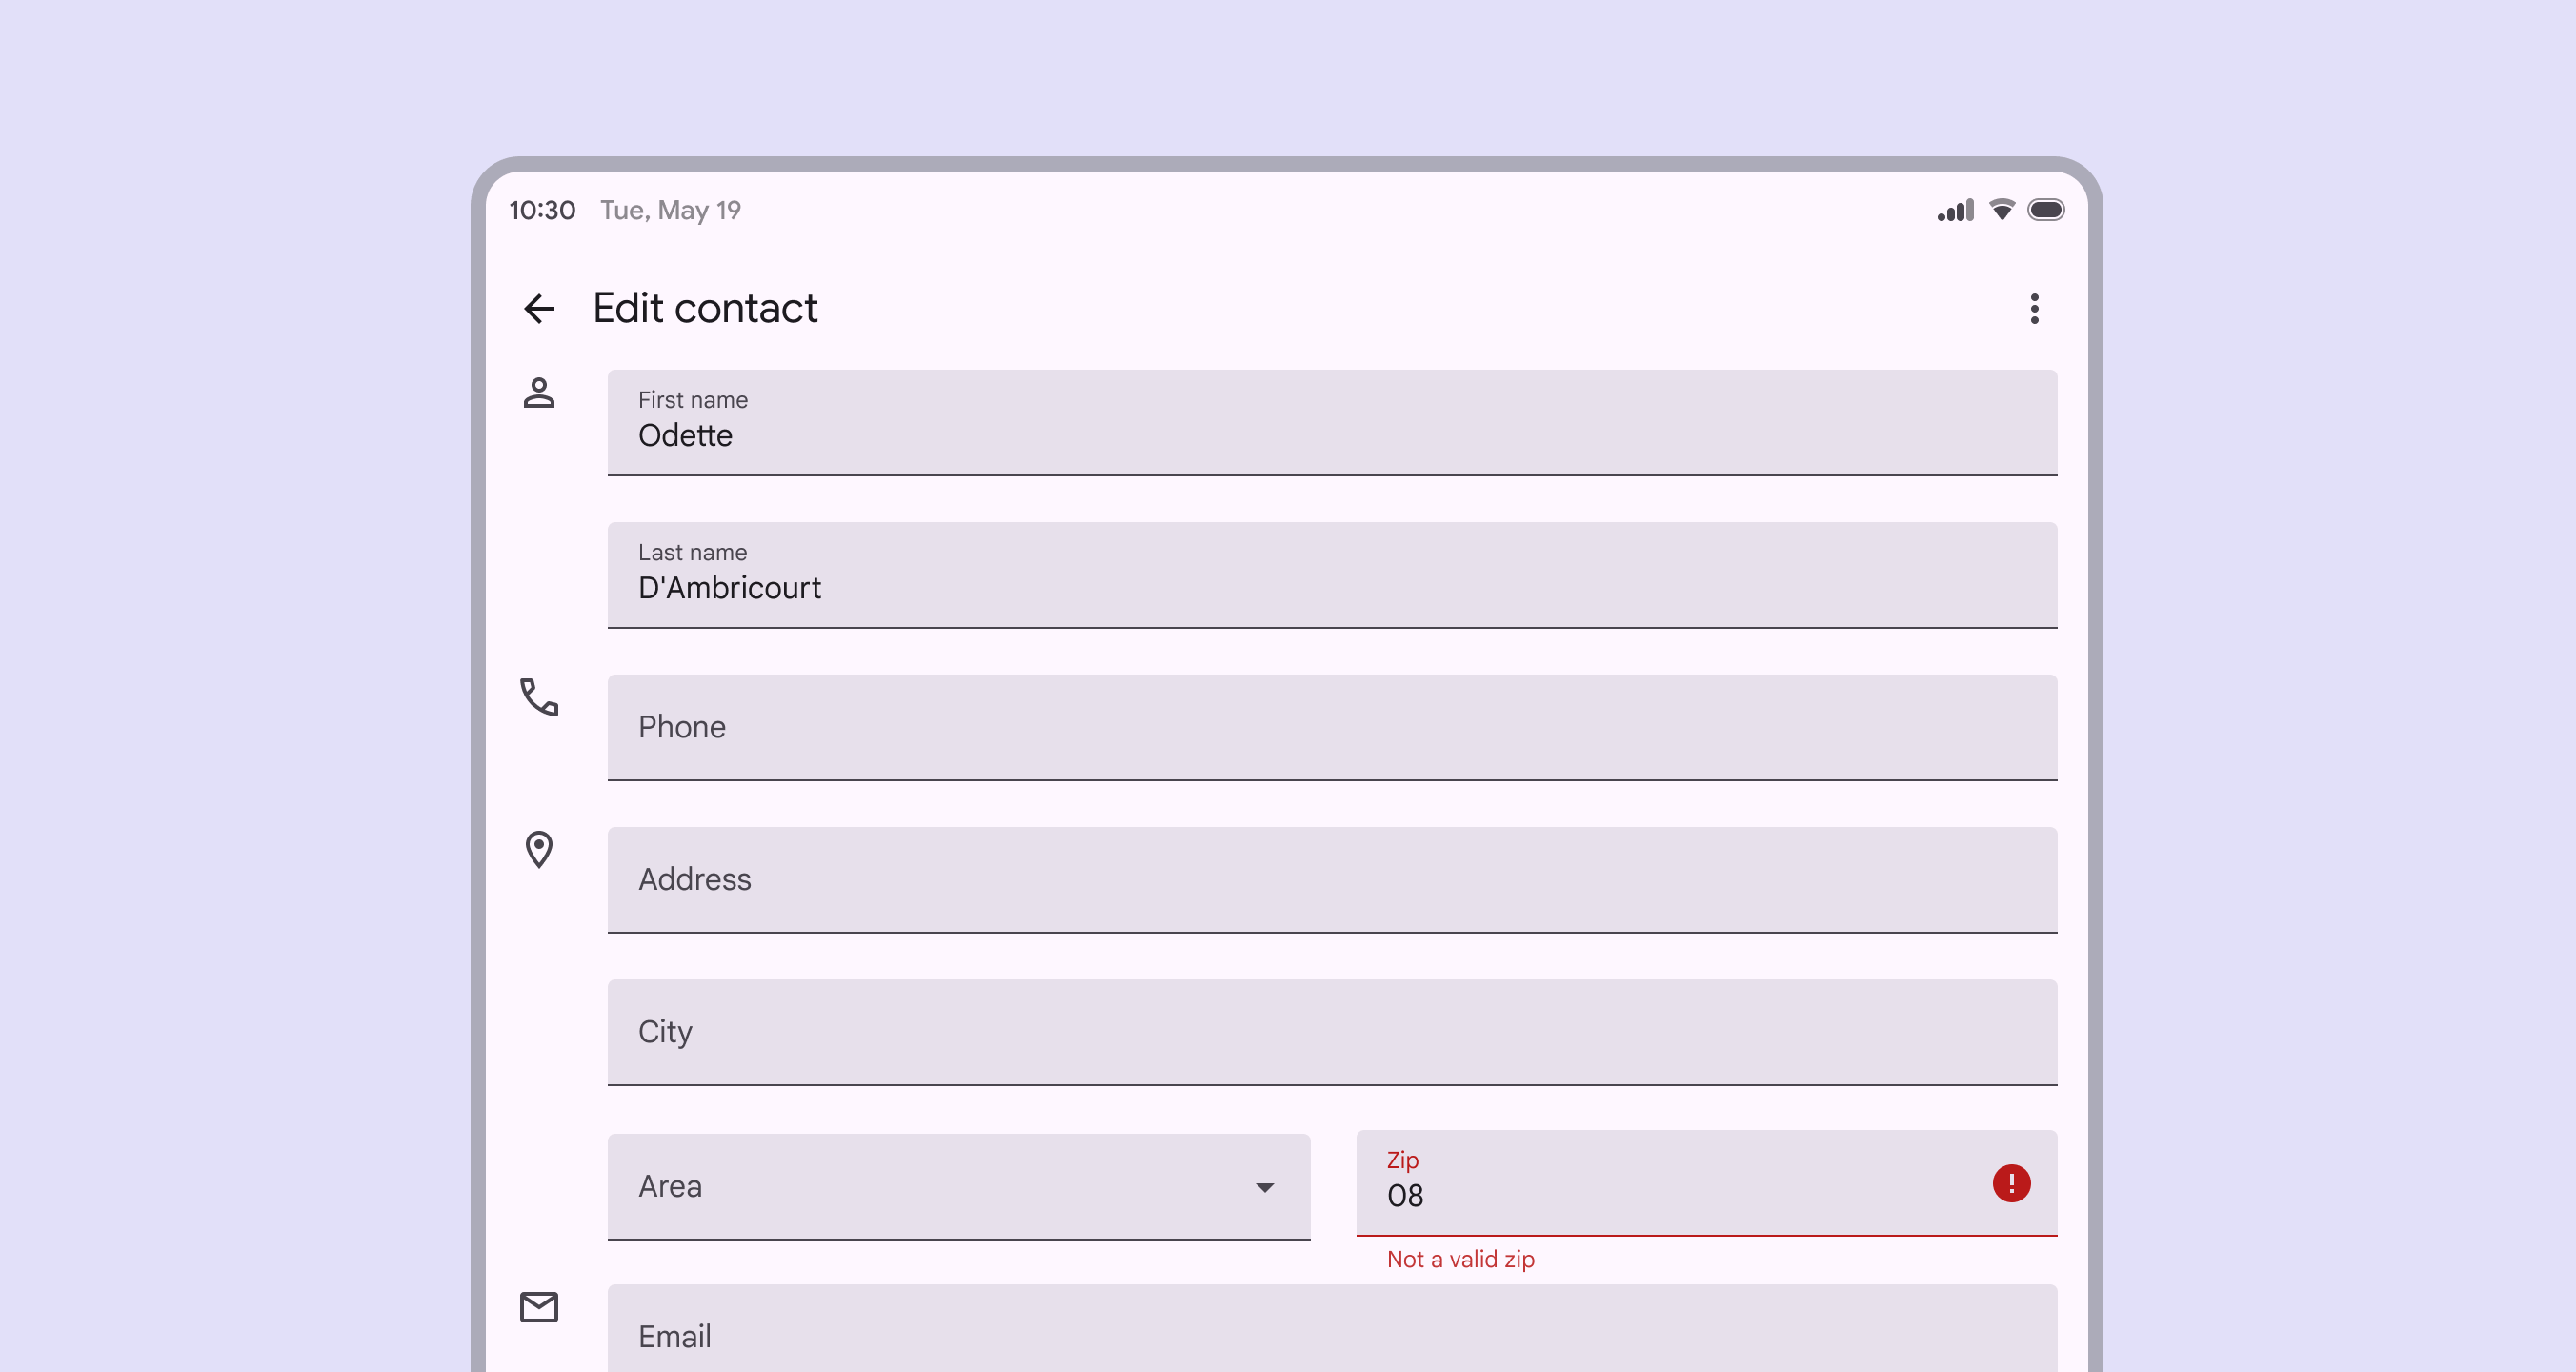 10:30 Tue, May 19
Edit contact
First name
Odette
Last name
D'Ambricourt
Phone
Address
City
Area
Zip
08
Not a valid zip
Email